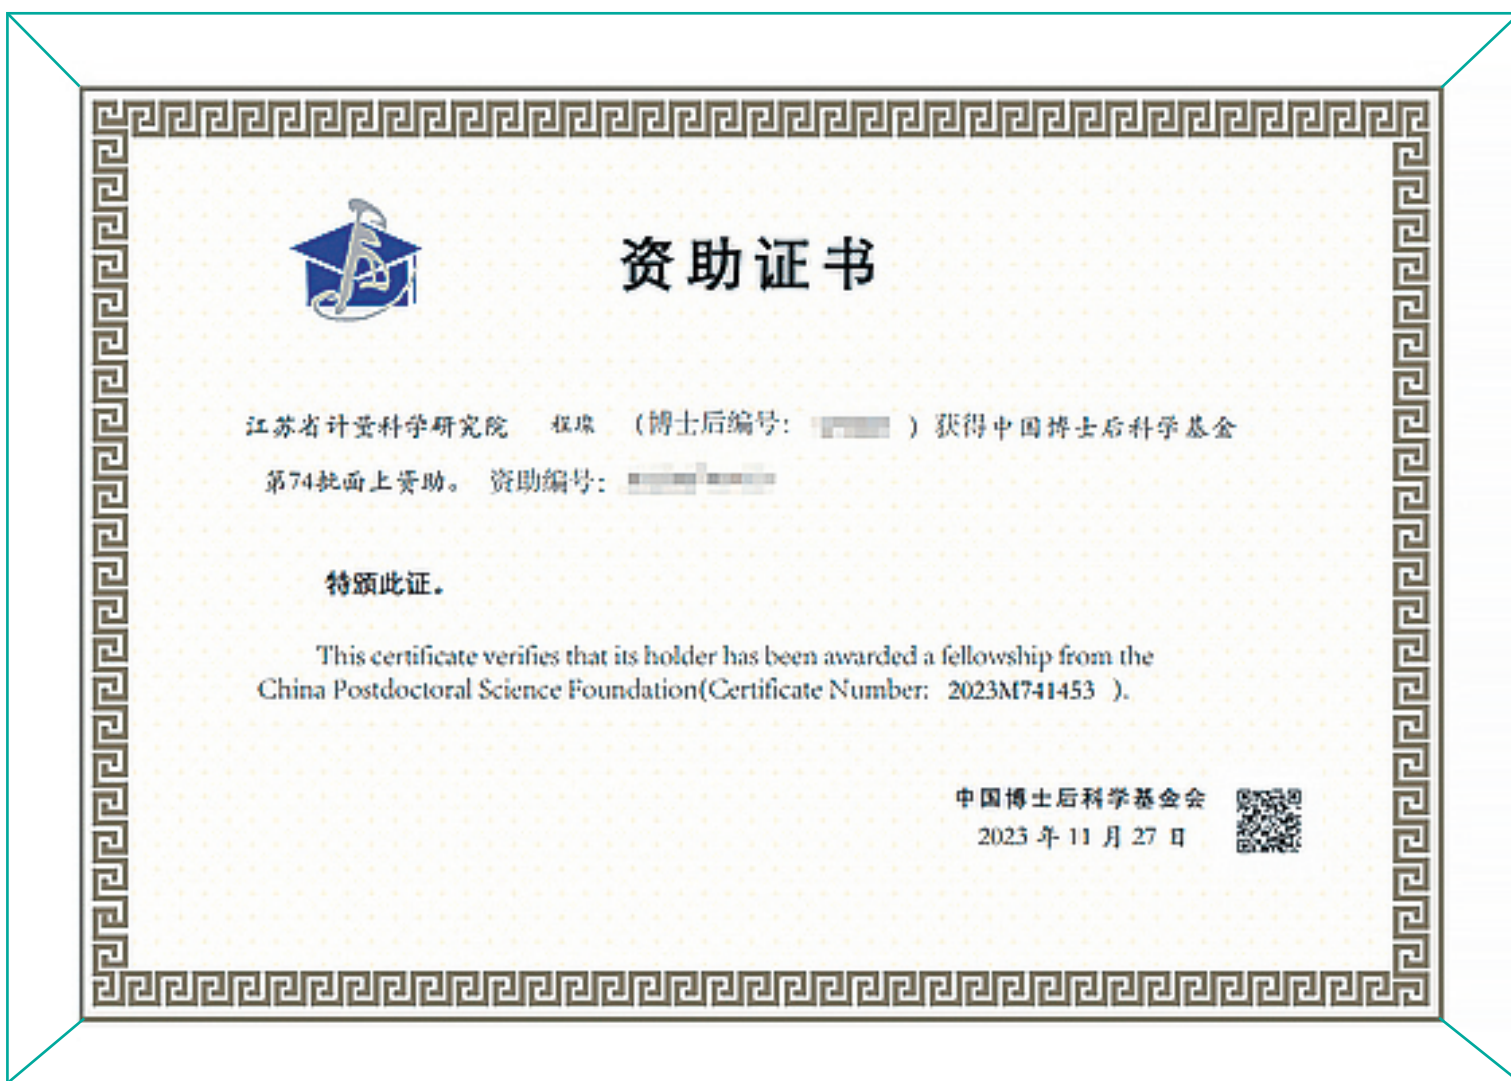 资助证书
江苏省计量科学研究院 程琛 （博士后编号： ）获得中国博士后科学基金
第74批面上资助。 资助编号：
特颁此证。
This certificate verifies that its holder has been awarded a fellowship from the
China Postdoctoral Science Foundation(Certificate Number: 2023M741453 ).
中国博士后科学基金会
2023 年 11 月 27 日